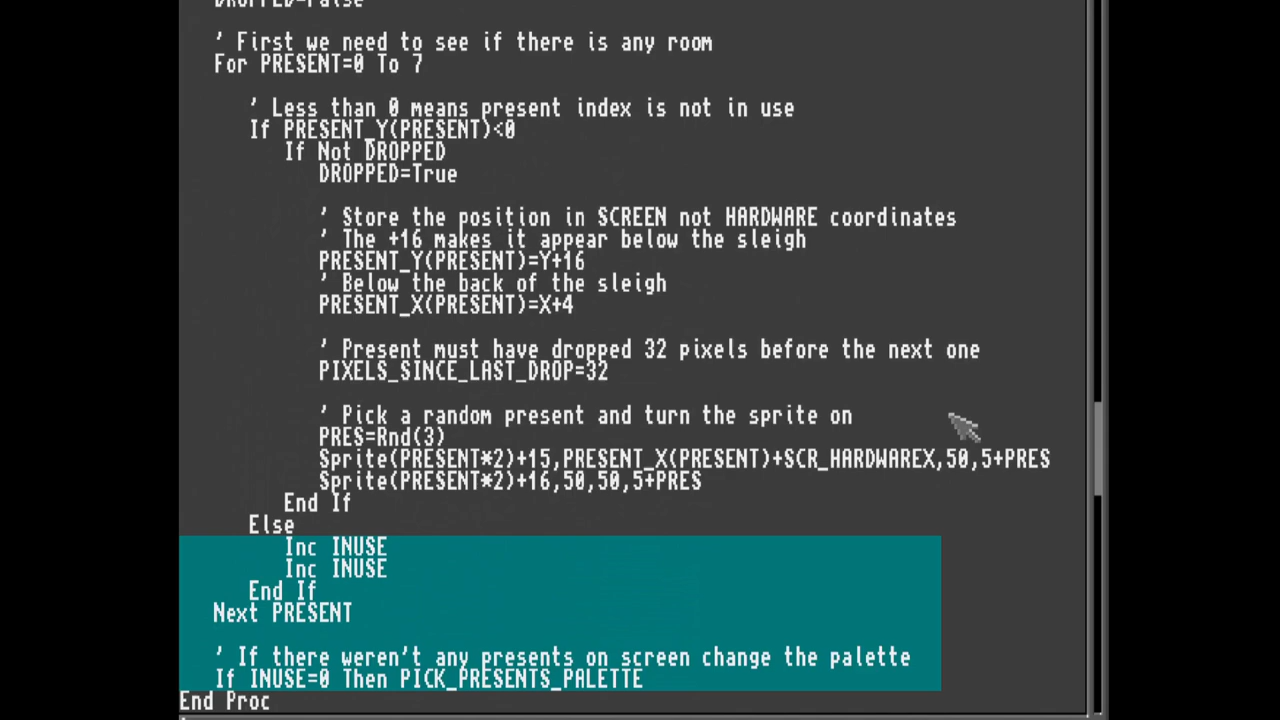 DROPPED=False
' First we need to see if there is any room
For PRESENT=0 To 7
' Less than 0 means present index is not in use
If PRESENT_Y(PRESENT)<0
If Not DROPPED
DROPPED=True
' Store the position in SCREEN not HARDWARE coordinates
' The +16 makes it appear below the sleigh
PRESENT_Y(PRESENT)=Y+16
' Below the back of the sleigh
PRESENT_X(PRESENT)=X+4
' Present must have dropped 32 pixels before the next one
PIXELS_SINCE_LAST_DROP=32
' Pick a random present and turn the sprite on
PRES=Rnd(3)
Sprite(PRESENT*2)+15,PRESENT_X(PRESENT)+SCR_HARDWAREX,50,5+PRES
Sprite(PRESENT*2)+16,50,50,5+PRES
End If
Else
Inc INUSE
Inc INUSE
End If
Next PRESENT
' If there weren't any presents on screen change the palette
If INUSE=0 Then PICK_PRESENTS_PALETTE
End Proc